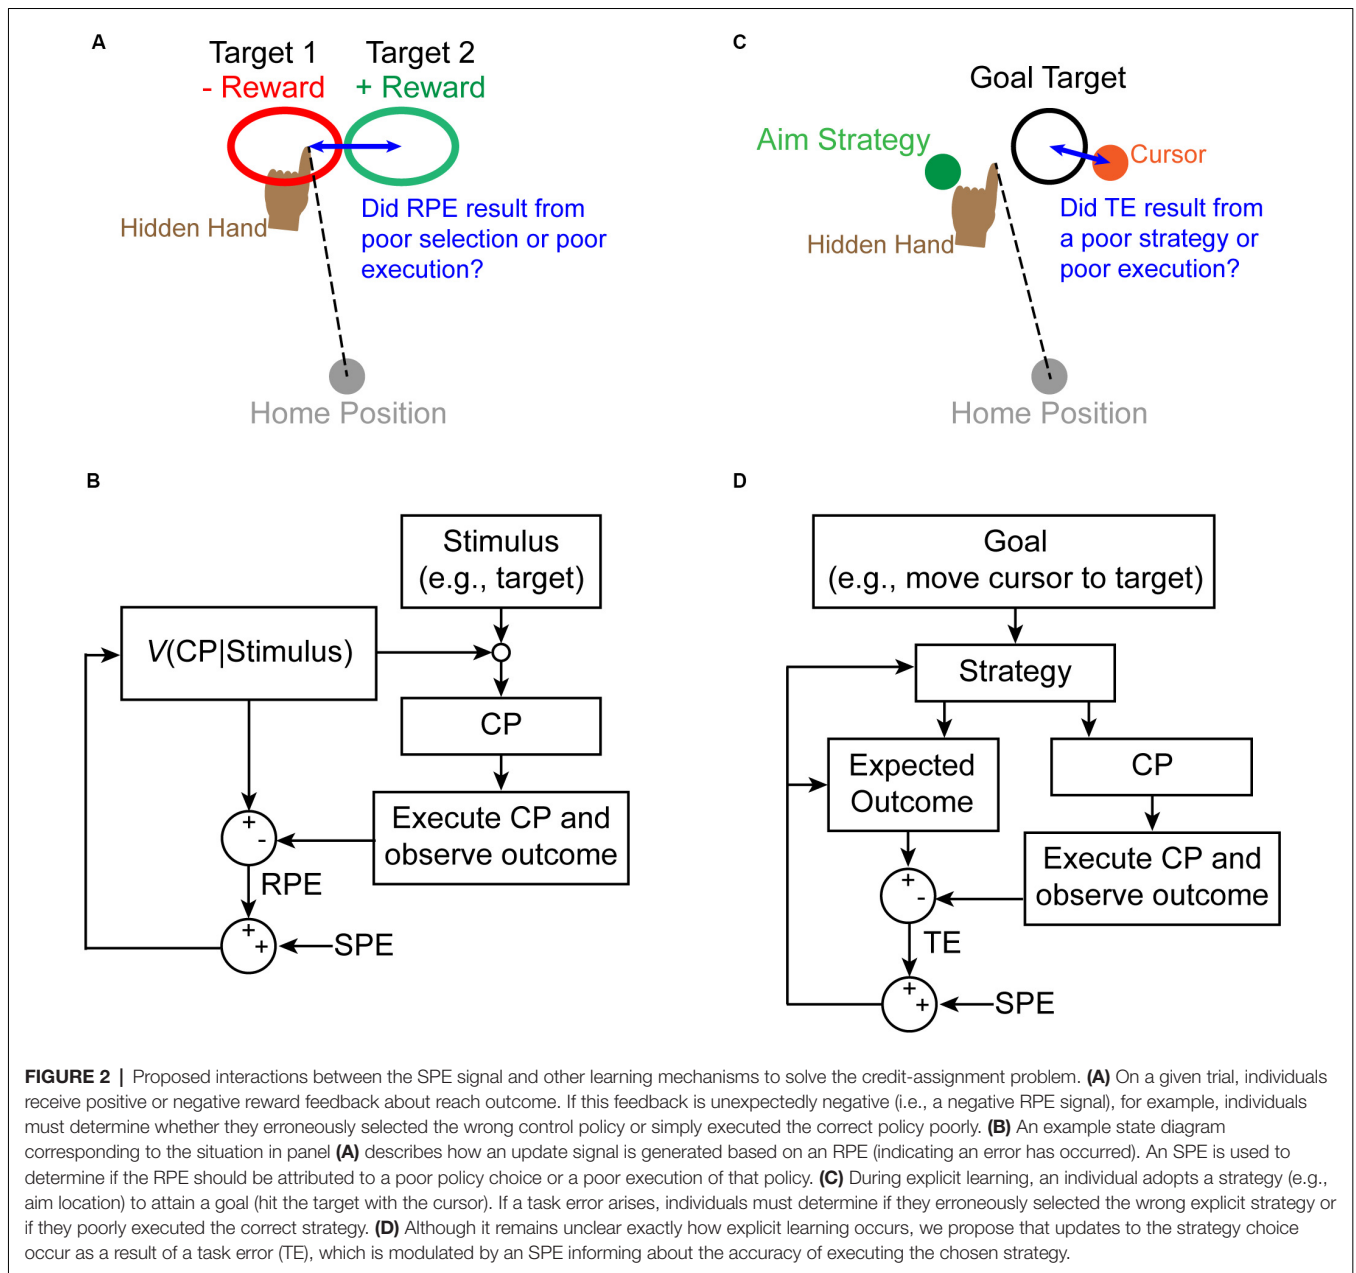 A
Target 1
- Reward
Target 2
+ Reward
Hidden Hand
Did RPE result from
poor selection or poor
execution?
Home Position
C
Goal Target
Aim Strategy
Cursor
Hidden Hand
Did TE result from
a poor strategy or
poor execution?
Home Position
B
Stimulus
(e.g., target)
V(CP|Stimulus)
CP
Execute CP and
observe outcome
+
-
RPE
+
+
SPE
D
Goal
(e.g., move cursor to target)
Strategy
Expected
Outcome
CP
Execute CP and
observe outcome
+
-
TE
+
+
SPE
FIGURE 2 | Proposed interactions between the SPE signal and other learning mechanisms to solve the credit-assignment problem. (A) On a given trial, individuals
receive positive or negative reward feedback about reach outcome. If this feedback is unexpectedly negative (i.e., a negative RPE signal), for example, individuals
must determine whether they erroneously selected the wrong control policy or simply executed the correct policy poorly. (B) An example state diagram
corresponding to the situation in panel (A) describes how an update signal is generated based on an RPE (indicating an error has occurred). An SPE is used to
determine if the RPE should be attributed to a poor policy choice or a poor execution of that policy. (C) During explicit learning, an individual adopts a strategy (e.g.,
aim location) to attain a goal (hit the target with the cursor). If a task error arises, individuals must determine if they erroneously selected the wrong explicit strategy or
if they poorly executed the correct strategy. (D) Although it remains unclear exactly how explicit learning occurs, we propose that updates to the strategy choice
occur as a result of a task error (TE), which is modulated by an SPE informing about the accuracy of executing the chosen strategy.